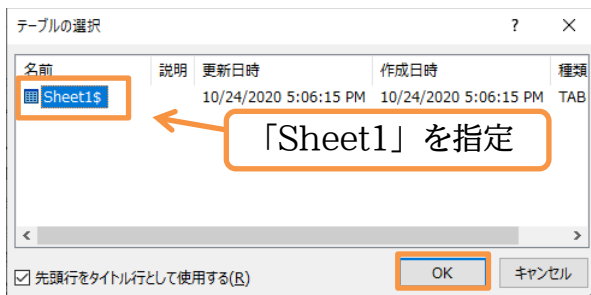 テーブルの選択 ? ×
名前 説明 更新日時 作成日時 種類
Sheet1$ 10/24/2020 5:06:15 PM 10/24/2020 5:06:15 PM TAB
「Sheet1」を指定
< >
先頭行をタイトル行として使用する(R)
OK キャンセル